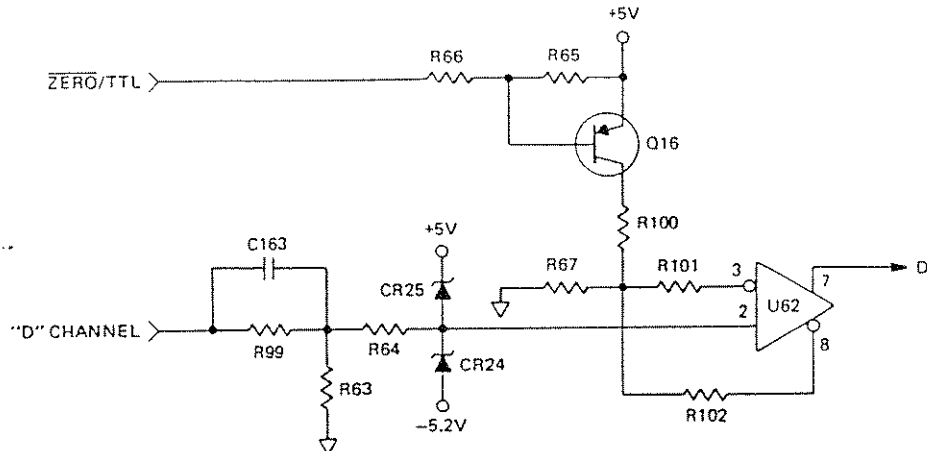 +5V
R66
R65
ZERO/TTL
Q16
R100
+5V
C163
R67
R101
3
7
D
CR25
U62
"D" CHANNEL
2
R99
R64
CR24
8
R63
R102
−5.2V